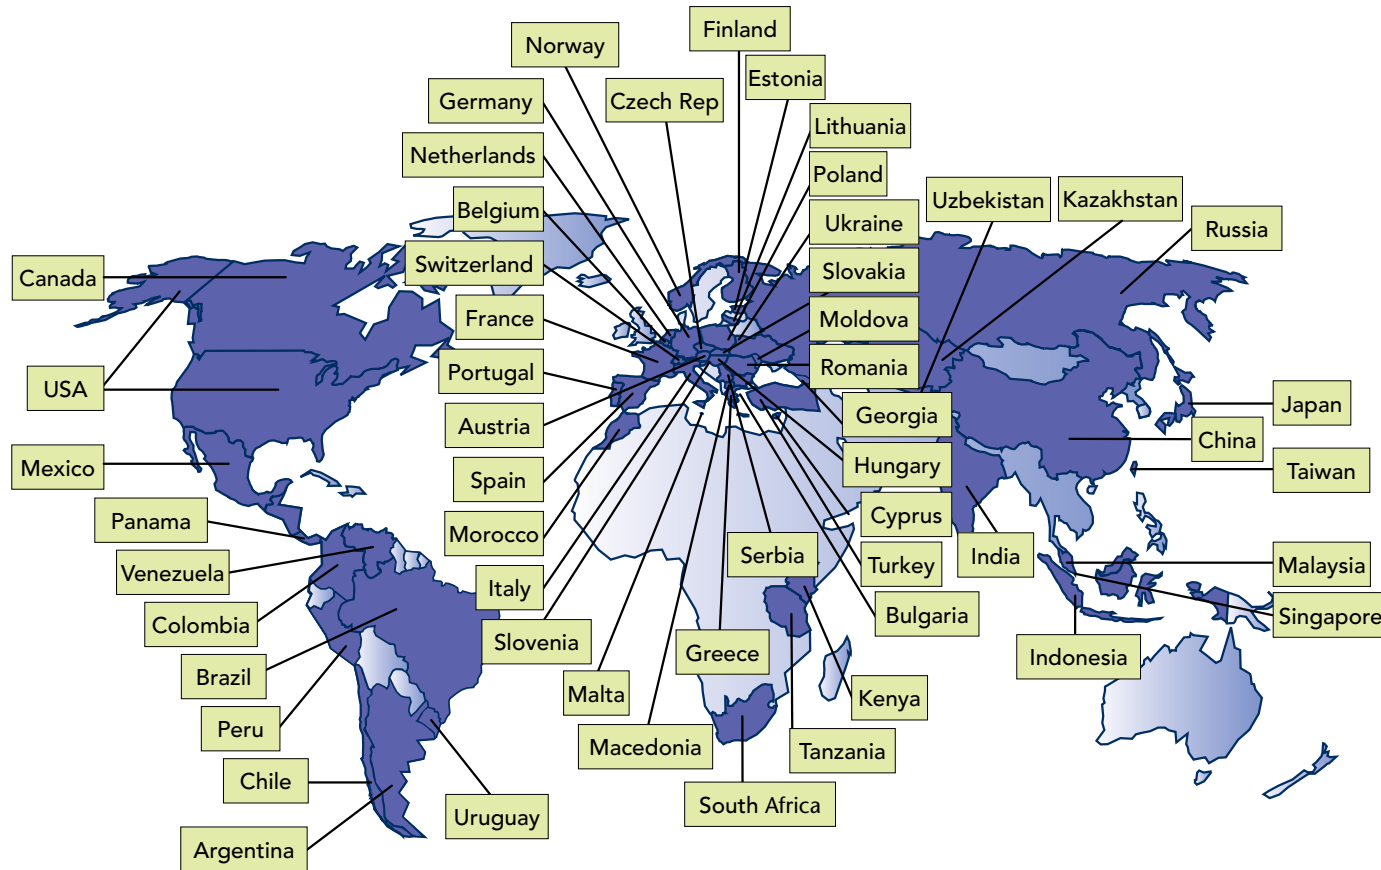 Finland
Norway
Estonia
Germany
Czech Rep
Lithuania
Netherlands
Poland
Uzbekistan
Kazakhstan
Belgium
Ukraine
Russia
Canada
Switzerland
Slovakia
France
Moldova
USA
Portugal
Romania
Japan
Austria
Georgia
China
Mexico
Spain
Hungary
Taiwan
Panama
Morocco
Cyprus
Serbia
India
Venezuela
Italy
Turkey
Malaysia
Colombia
Slovenia
Bulgaria
Singapore
Brazil
Greece
Indonesia
Malta
Kenya
Peru
Macedonia
Tanzania
Chile
South Africa
Uruguay
Argentina